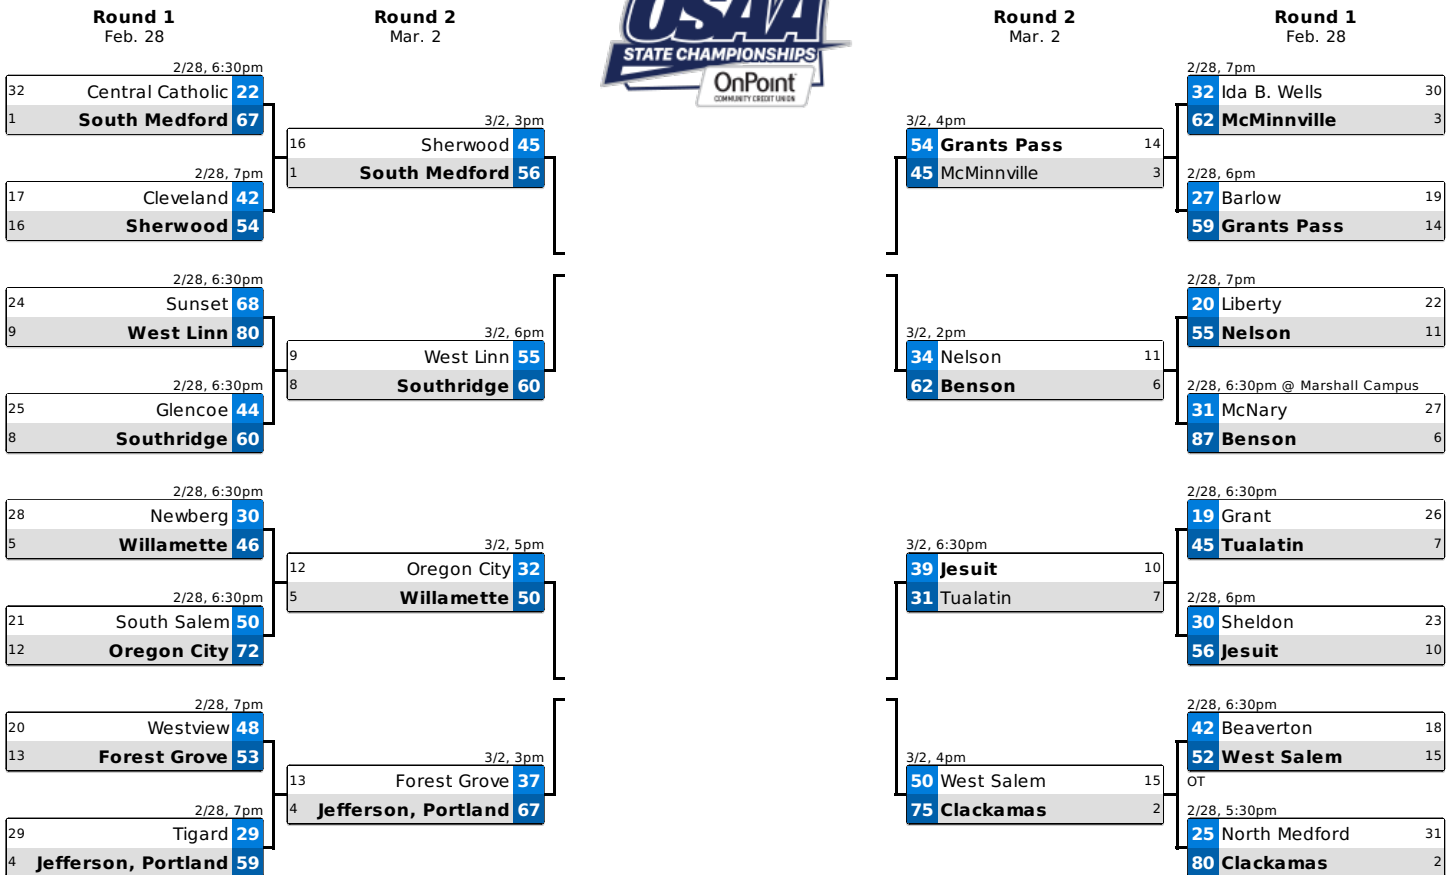 Round 1
Feb. 28
Round 2
Mar. 2
USAA
STATE CHAMPIONSHIPS
OnPoint
COMMUNITY CREDIT UNION
Round 2
Mar. 2
Round 1
Feb. 28
2/28, 6:30pm
32 Central Catholic 22
1 South Medford 67
2/28, 7pm
17 Cleveland 42
16 Sherwood 54
2/28, 6:30pm
24 Sunset 68
9 West Linn 80
2/28, 6:30pm
25 Glencoe 44
8 Southridge 60
2/28, 6:30pm
28 Newberg 30
5 Willamette 46
2/28, 6:30pm
21 South Salem 50
12 Oregon City 72
2/28, 7pm
20 Westview 48
13 Forest Grove 53
2/28, 7pm
29 Tigard 29
4 Jefferson, Portland 59
3/2, 3pm
16 Sherwood 45
1 South Medford 56
3/2, 6pm
9 West Linn 55
8 Southridge 60
3/2, 5pm
12 Oregon City 32
5 Willamette 50
3/2, 3pm
13 Forest Grove 37
4 Jefferson, Portland 67
3/2, 4pm
54 Grants Pass 14
45 McMinnville 3
3/2, 2pm
34 Nelson 11
62 Benson 6
3/2, 6:30pm
39 Jesuit 10
31 Tualatin 7
3/2, 4pm
50 West Salem 15
75 Clackamas 2
2/28, 7pm
32 Ida B. Wells 30
62 McMinnville 3
2/28, 6pm
27 Barlow 19
59 Grants Pass 14
2/28, 7pm
20 Liberty 22
55 Nelson 11
2/28, 6:30pm @ Marshall Campus
31 McNary 27
87 Benson 6
2/28, 6:30pm
19 Grant 26
45 Tualatin 7
2/28, 6pm
30 Sheldon 23
56 Jesuit 10
2/28, 6:30pm
42 Beaverton 18
52 West Salem 15
OT
2/28, 5:30pm
25 North Medford 31
80 Clackamas 2